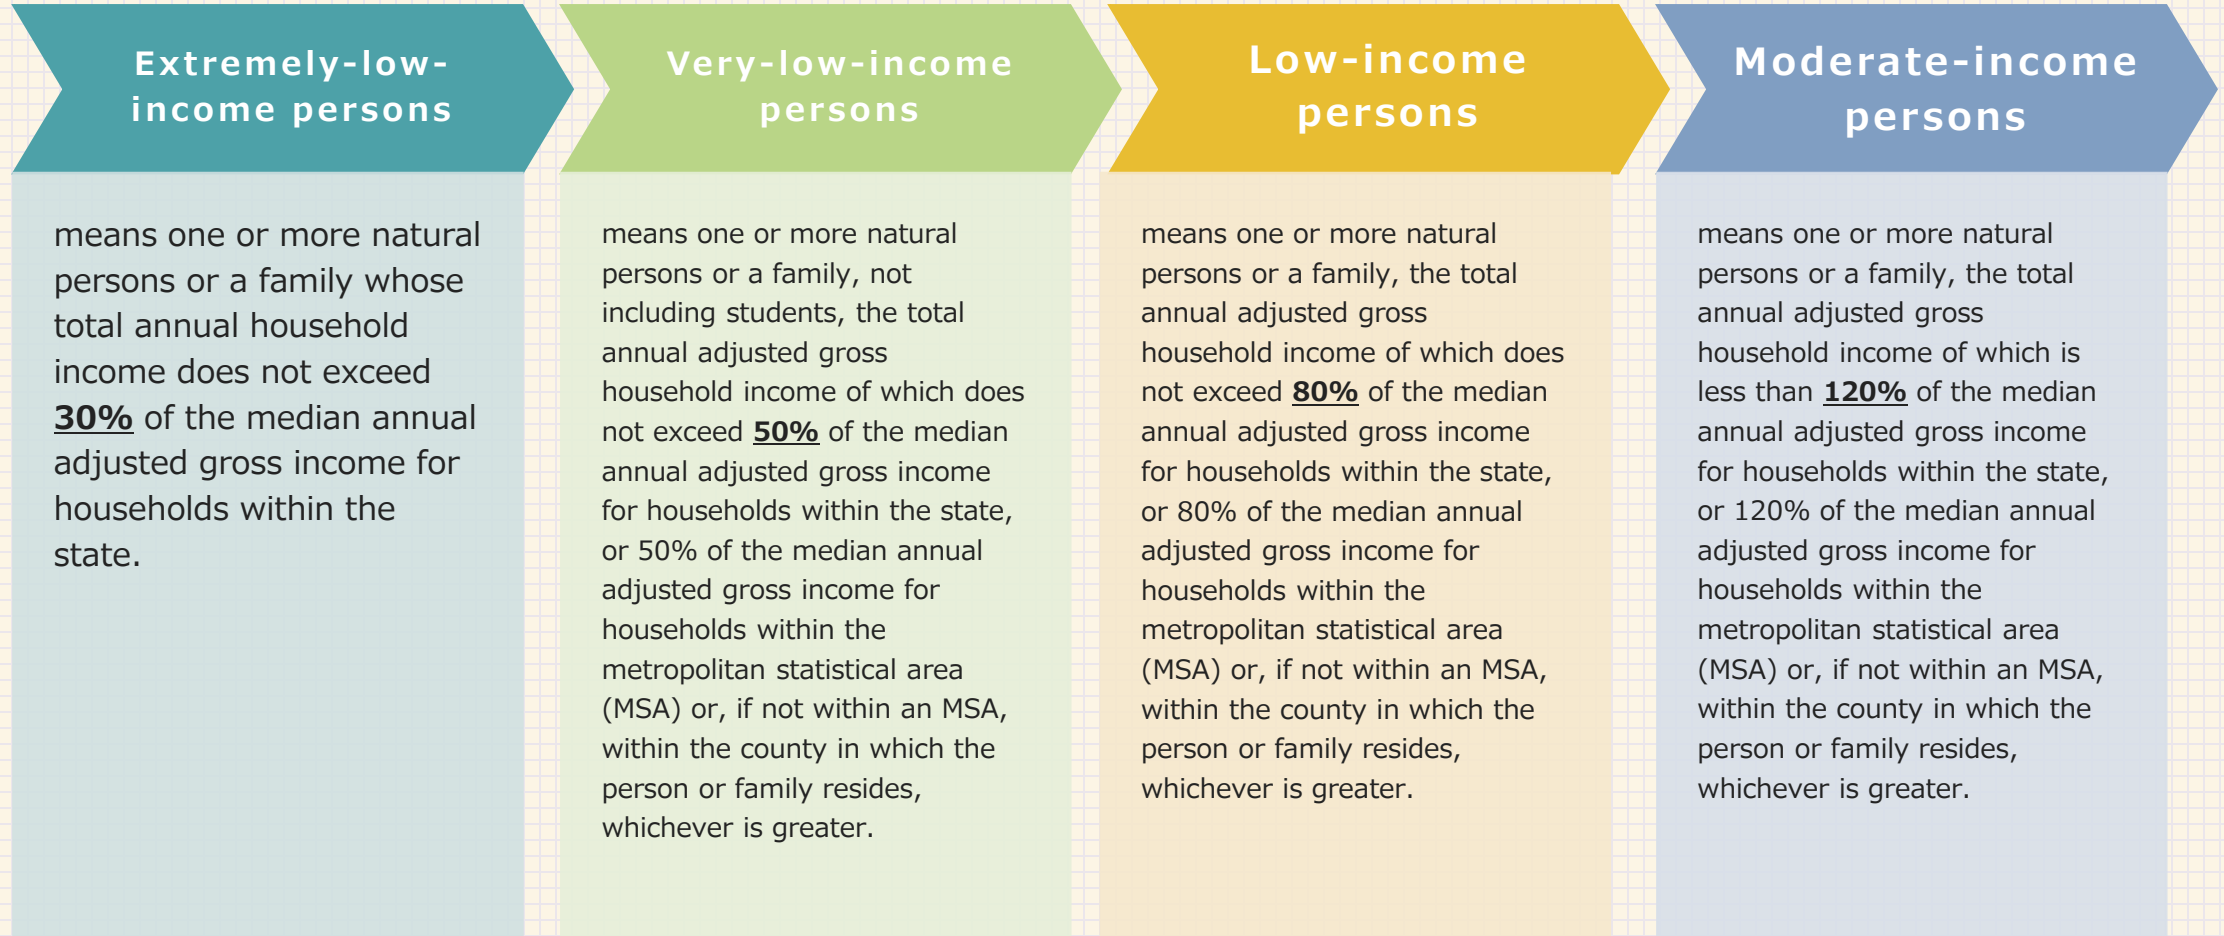 Extremely-low-
income persons
means one or more natural
persons or a family whose
total annual household
income does not exceed
30% of the median annual
adjusted gross income for
households within the
state.
Very-low-income
persons
means one or more natural
persons or a family, not
including students, the total
annual adjusted gross
household income of which does
not exceed 50% of the median
annual adjusted gross income
for households within the state,
or 50% of the median annual
adjusted gross income for
households within the
metropolitan statistical area
(MSA) or, if not within an MSA,
within the county in which the
person or family resides,
whichever is greater.
Low-income
persons
means one or more natural
persons or a family, the total
annual adjusted gross
household income of which does
not exceed 80% of the median
annual adjusted gross income
for households within the state,
or 80% of the median annual
adjusted gross income for
households within the
metropolitan statistical area
(MSA) or, if not within an MSA,
within the county in which the
person or family resides,
whichever is greater.
Moderate-income
persons
means one or more natural
persons or a family, the total
annual adjusted gross
household income of which is
less than 120% of the median
annual adjusted gross income
for households within the state,
or 120% of the median annual
adjusted gross income for
households within the
metropolitan statistical area
(MSA) or, if not within an MSA,
within the county in which the
person or family resides,
whichever is greater.